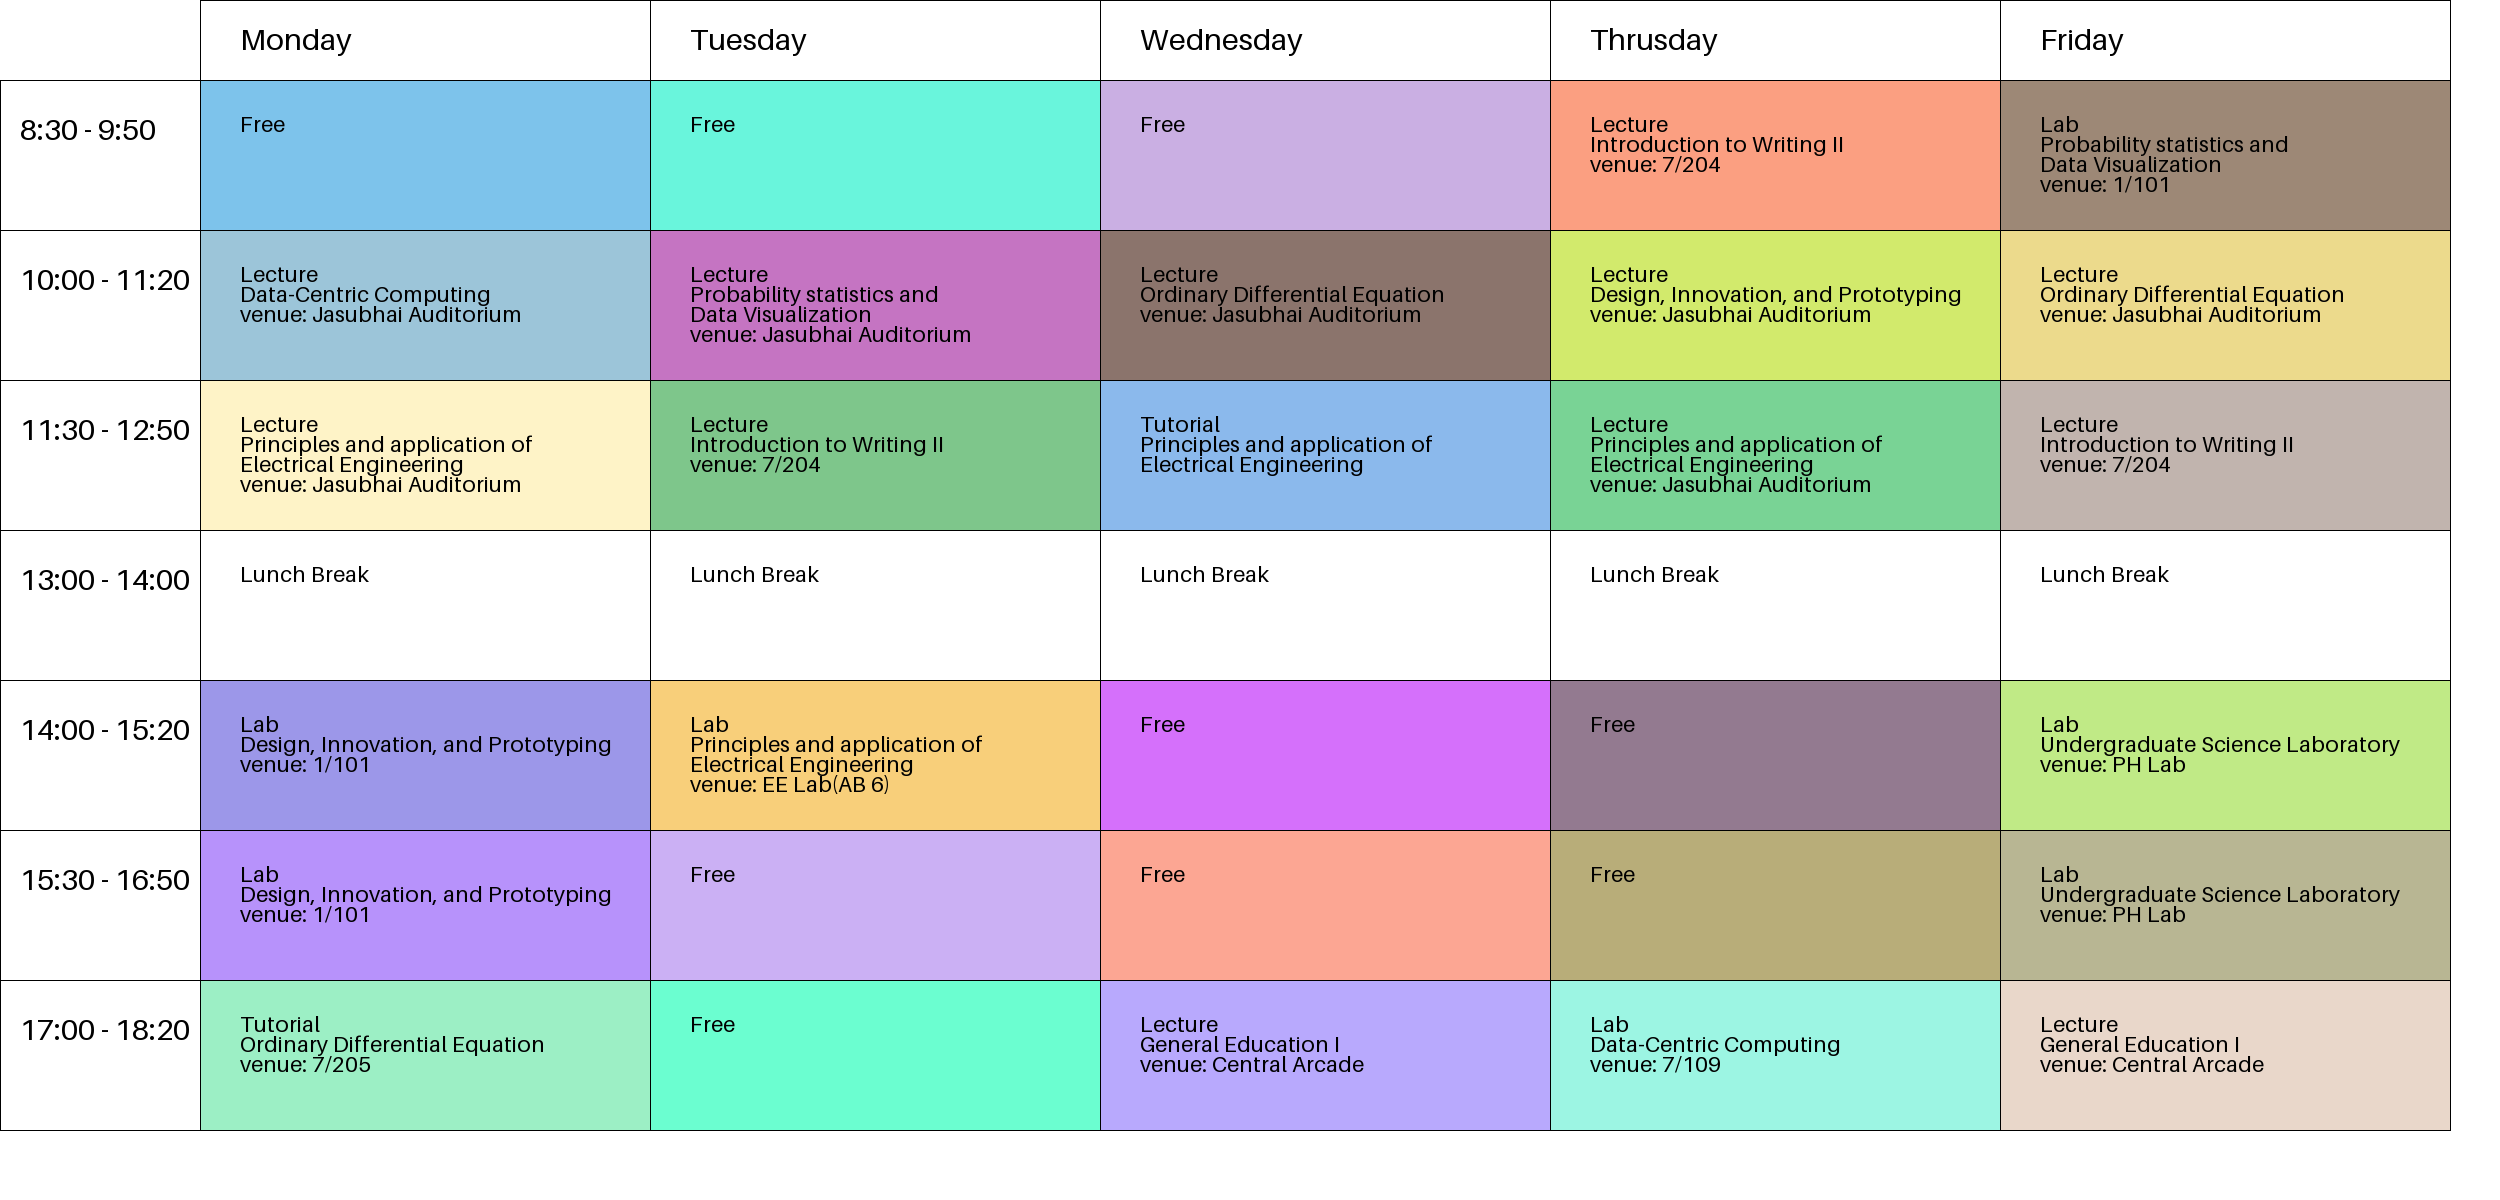 Monday
Tuesday
Wednesday
Thrusday
Friday
8:30 - 9:50
Free
Free
Free
Lecture
Introduction to Writing II
venue: 7/204
Lab
Probability statistics and
Data Visualization
venue: 1/101
10:00 - 11:20
Lecture
Data-Centric Computing
venue: Jasubhai Auditorium
Lecture
Probability statistics and
Data Visualization
venue: Jasubhai Auditorium
Lecture
Ordinary Differential Equation
venue: Jasubhai Auditorium
Lecture
Design, Innovation, and Prototyping
venue: Jasubhai Auditorium
Lecture
Ordinary Differential Equation
venue: Jasubhai Auditorium
11:30 - 12:50
Lecture
Principles and application of
Electrical Engineering
venue: Jasubhai Auditorium
Lecture
Introduction to Writing II
venue: 7/204
Tutorial
Principles and application of
Electrical Engineering
Lecture
Principles and application of
Electrical Engineering
venue: Jasubhai Auditorium
Lecture
Introduction to Writing II
venue: 7/204
13:00 - 14:00
Lunch Break
Lunch Break
Lunch Break
Lunch Break
Lunch Break
14:00 - 15:20
Lab
Design, Innovation, and Prototyping
venue: 1/101
Lab
Principles and application of
Electrical Engineering
venue: EE Lab(AB 6)
Free
Free
Lab
Undergraduate Science Laboratory
venue: PH Lab
15:30 - 16:50
Lab
Design, Innovation, and Prototyping
venue: 1/101
Free
Free
Free
Lab
Undergraduate Science Laboratory
venue: PH Lab
17:00 - 18:20
Tutorial
Ordinary Differential Equation
venue: 7/205
Free
Lecture
General Education I
venue: Central Arcade
Lab
Data-Centric Computing
venue: 7/109
Lecture
General Education I
venue: Central Arcade